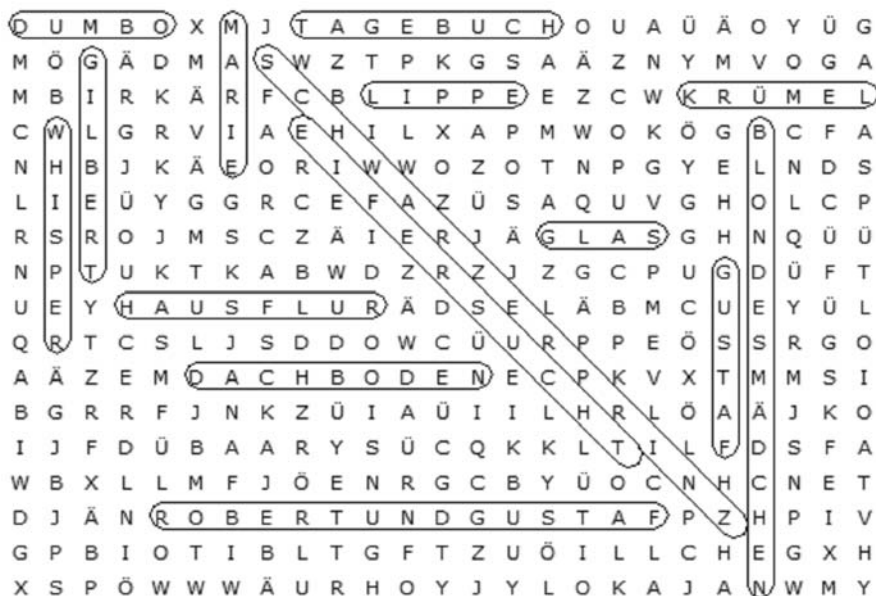 D U M B O X M J T A G E B U C H O U A Ü Ä O Y Ü G
M Ö G Ä D M A S W Z T P K G S A Ä Z N Y M V O G A
M B I R K Ä R F C B L I P P E E Z C W K R Ü M E L
C W L G R V I A E H I L X A P M W O K Ö G B C F A
N H B J K Ä E O R I W W O Z O T N P G Y E L N D S
L I E Ü Y G G R C E F A Z Ü S A Q U V G H O L C P
R S R O J M S C Z Ä I E R J Ä G L A S G H N Q Ü Ü
N P T U K T K A B W D Z R Z J Z G C P U G D Ü F T
U E Y H A U S F L U R Ä D S E L Ä B M C U E Y Ü L
Q R T C S L J S D D O W C Ü U R P P E Ö S S R G O
A Ä Z E M D A C H B O D E N E C P K V X T M M S I
B G R R F J N K Z Ü I A Ü I I L H R L Ö A Ä J K O
I J F D Ü B A A R Y S Ü C Q K K L T I L F D S F A
W B X L L M F J Ö E N R G C B Y Ü O C N H C N E T
D J Ä N R O B E R T U N D G U S T A F P Z H P I V
G P B I O T I B L T G F T Z U Ö I L L C H E G X H
X S P Ö W W W Ä U R H O Y J Y L O K A J A N W M Y